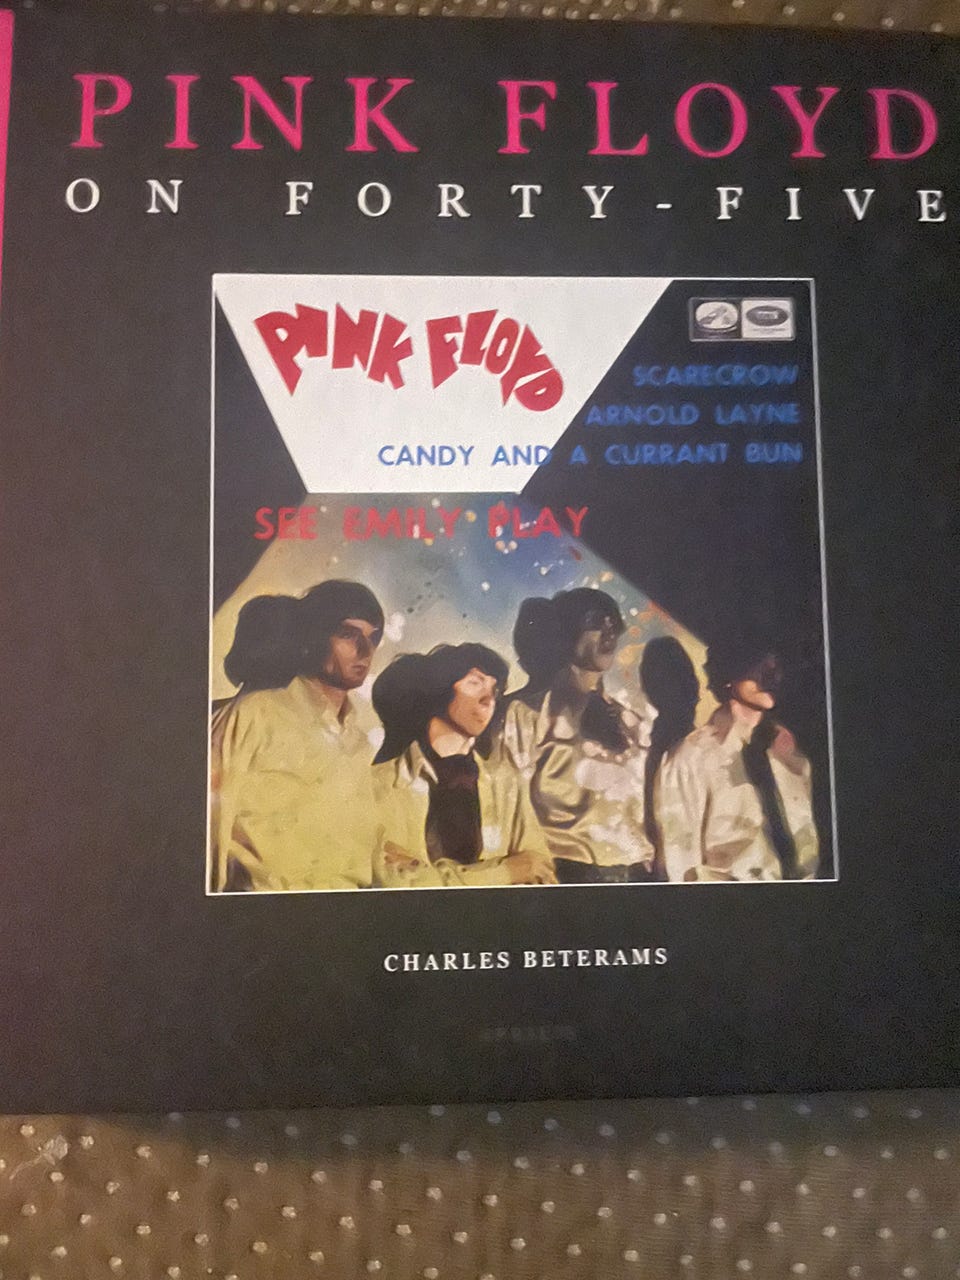 PINK FLOYD
ON FORTY-FIVE
PINK FLOYD
SCARECROW
ARNOLD LAYNE
CANDY AND A CURRANT BUN
SEE EMILY PLAY
CHARLES BETERAMS